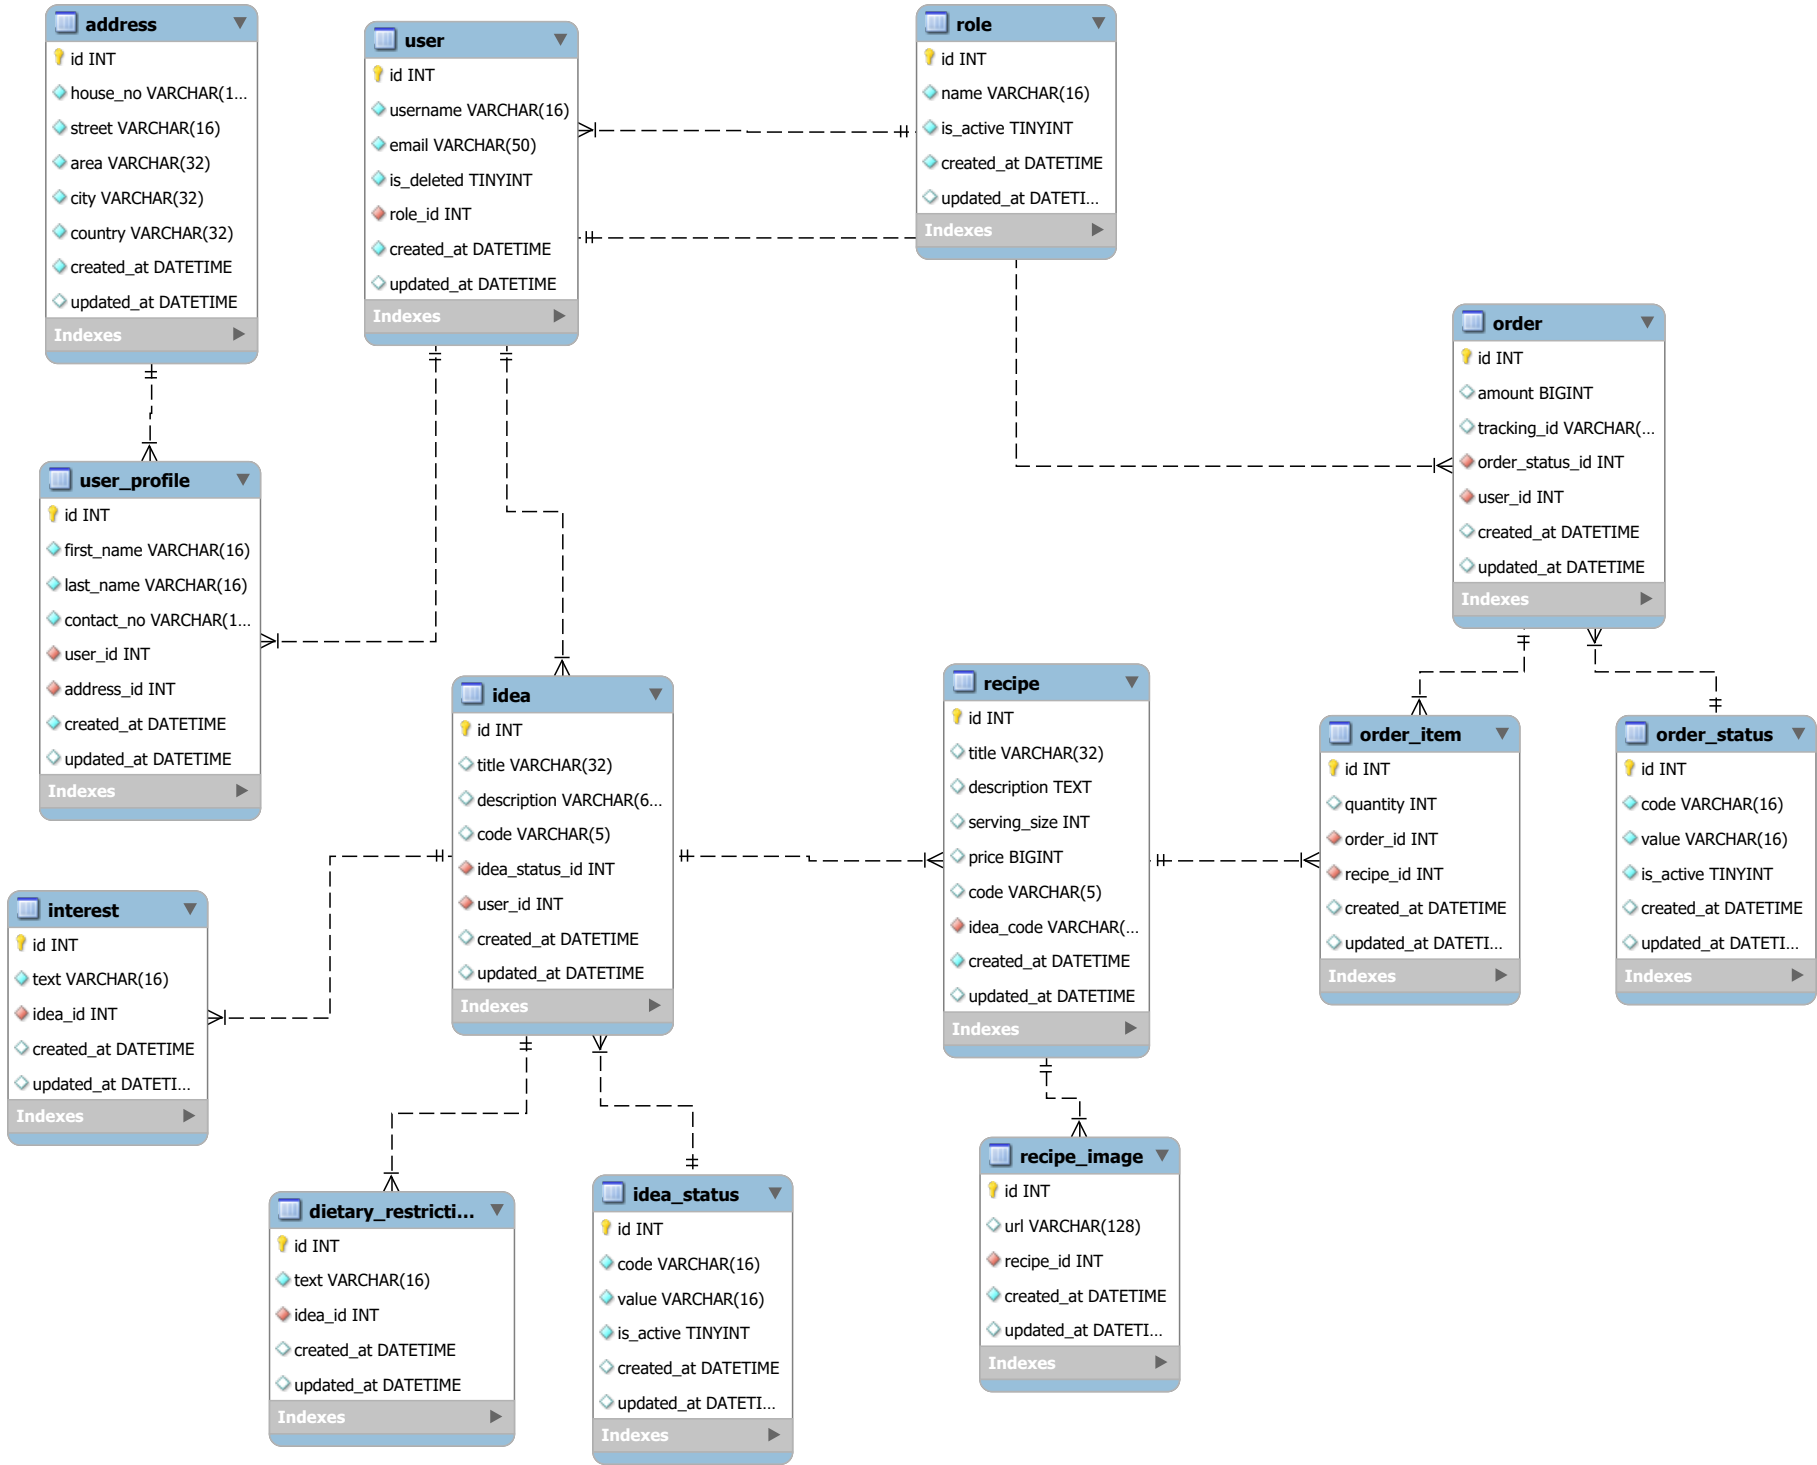 address
id INT
house_no VARCHAR(1...
street VARCHAR(16)
area VARCHAR(32)
city VARCHAR(32)
country VARCHAR(32)
created_at DATETIME
updated_at DATETIME
Indexes
user
id INT
username VARCHAR(16)
email VARCHAR(50)
is_deleted TINYINT
role_id INT
created_at DATETIME
updated_at DATETIME
Indexes
role
id INT
name VARCHAR(16)
is_active TINYINT
created_at DATETIME
updated_at DATETI...
Indexes
order
id INT
amount BIGINT
tracking_id VARCHAR(...
order_status_id INT
user_id INT
created_at DATETIME
updated_at DATETIME
Indexes
user_profile
id INT
first_name VARCHAR(16)
last_name VARCHAR(16)
contact_no VARCHAR(1...
user_id INT
address_id INT
created_at DATETIME
updated_at DATETIME
Indexes
idea
id INT
title VARCHAR(32)
description VARCHAR(6...
code VARCHAR(5)
idea_status_id INT
user_id INT
created_at DATETIME
updated_at DATETIME
Indexes
recipe
id INT
title VARCHAR(32)
description TEXT
serving_size INT
price BIGINT
code VARCHAR(5)
idea_code VARCHAR(...
created_at DATETIME
updated_at DATETIME
Indexes
order_item
id INT
quantity INT
order_id INT
recipe_id INT
created_at DATETIME
updated_at DATETI...
Indexes
order_status
id INT
code VARCHAR(16)
value VARCHAR(16)
is_active TINYINT
created_at DATETIME
updated_at DATETI...
Indexes
interest
id INT
text VARCHAR(16)
idea_id INT
created_at DATETIME
updated_at DATETI...
Indexes
dietary_restricti...
id INT
text VARCHAR(16)
idea_id INT
created_at DATETIME
updated_at DATETIME
Indexes
idea_status
id INT
code VARCHAR(16)
value VARCHAR(16)
is_active TINYINT
created_at DATETIME
updated_at DATETI...
Indexes
recipe_image
id INT
url VARCHAR(128)
recipe_id INT
created_at DATETIME
updated_at DATETI...
Indexes